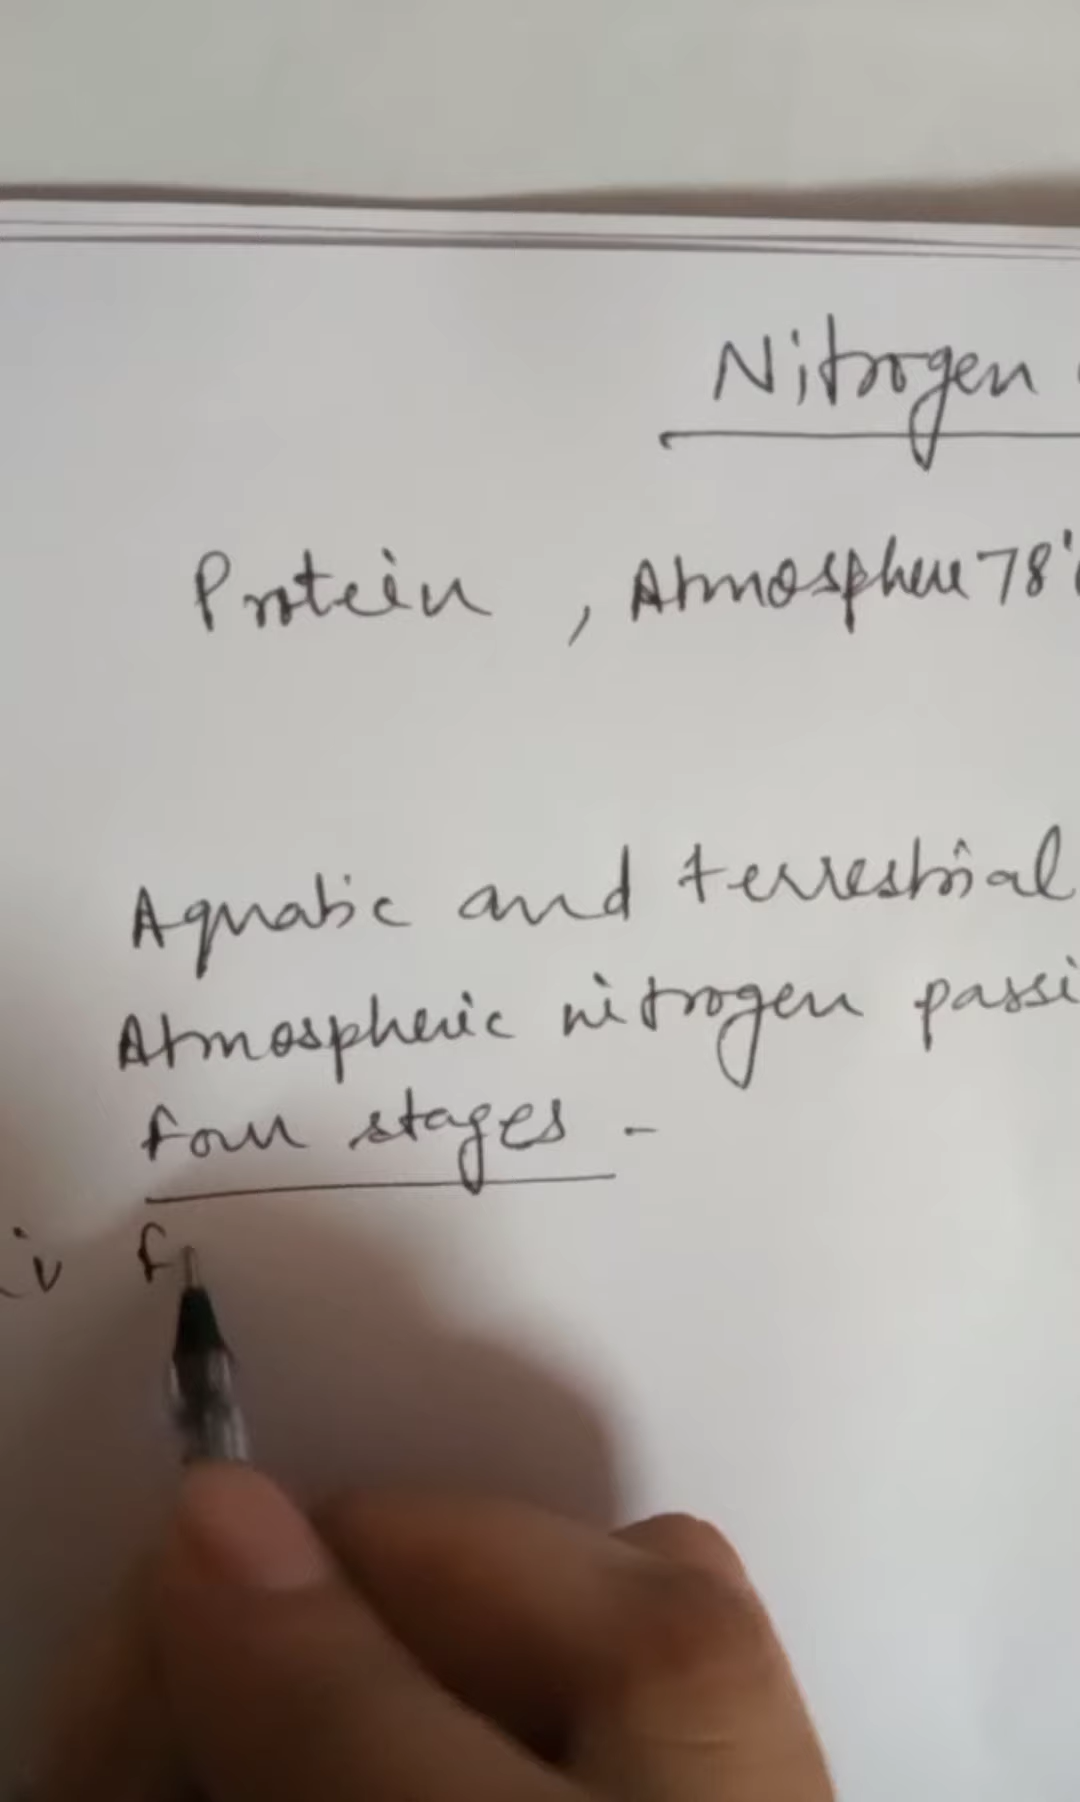 Nitrogen
Protein , Atmosphere 78%
Aquatic and terrestrial
Atmospheric nitrogen passi
four stages -